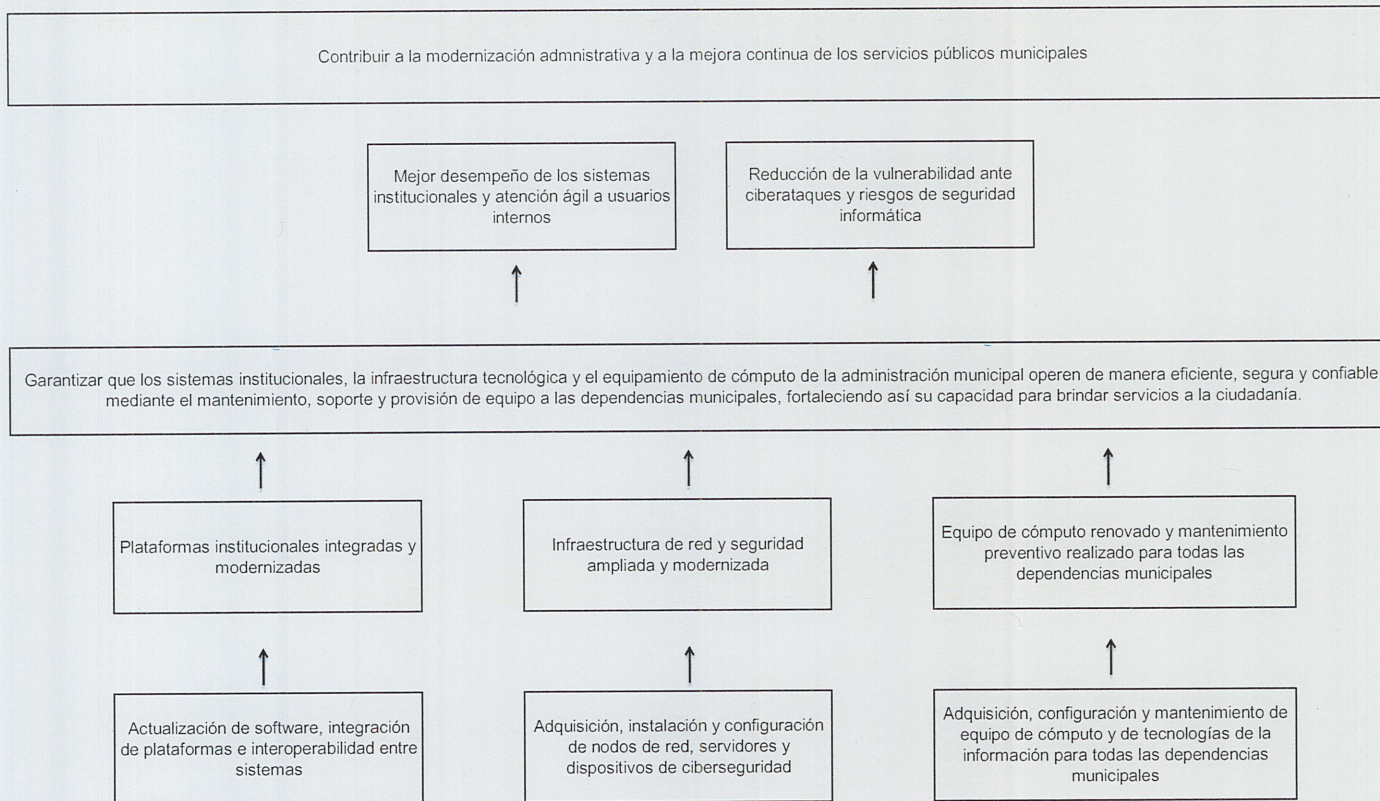 Contribuir a la modernización admnistrativa y a la mejora continua de los servicios públicos municipales
Mejor desempeño de los sistemas
institucionales y atención ágil a usuarios
internos
Reducción de la vulnerabilidad ante
ciberataques y riesgos de seguridad
informática
Garantizar que los sistemas institucionales, la infraestructura tecnológica y el equipamiento de cómputo de la administración municipal operen de manera eficiente, segura y confiable
mediante el mantenimiento, soporte y provisión de equipo a las dependencias municipales, fortaleciendo así su capacidad para brindar servicios a la ciudadanía.
Plataformas institucionales integradas y
modernizadas
Infraestructura de red y seguridad
ampliada y modernizada
Equipo de cómputo renovado y mantenimiento
preventivo realizado para todas las
dependencias municipales
Actualización de software, integración
de plataformas e interoperabilidad entre
sistemas
Adquisición, instalación y configuración
de nodos de red, servidores y
dispositivos de ciberseguridad
Adquisición, configuración y mantenimiento de
equipo de cómputo y de tecnologías de la
información para todas las dependencias
municipales